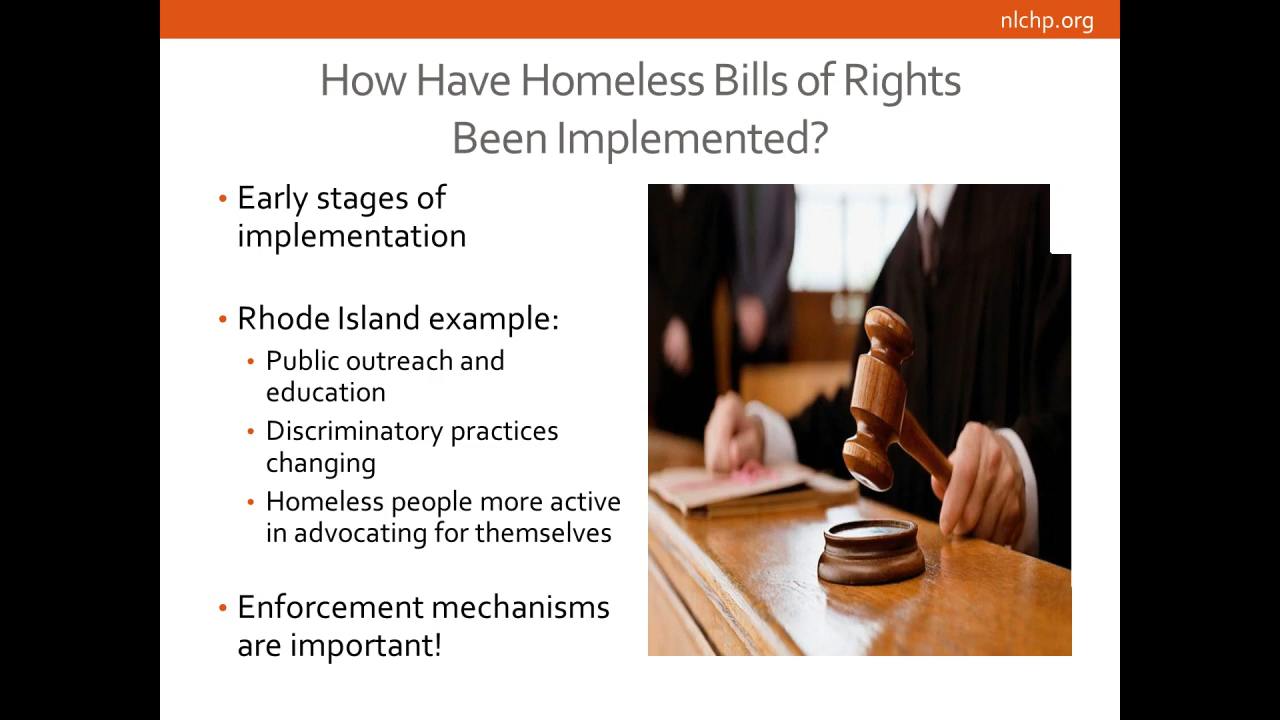 nlchp.org
How Have Homeless Bills of Rights
Been Implemented?
• Early stages of
implementation
• Rhode Island example:
• Public outreach and
education
• Discriminatory practices
changing
• Homeless people more active
in advocating for themselves
• Enforcement mechanisms
are important!